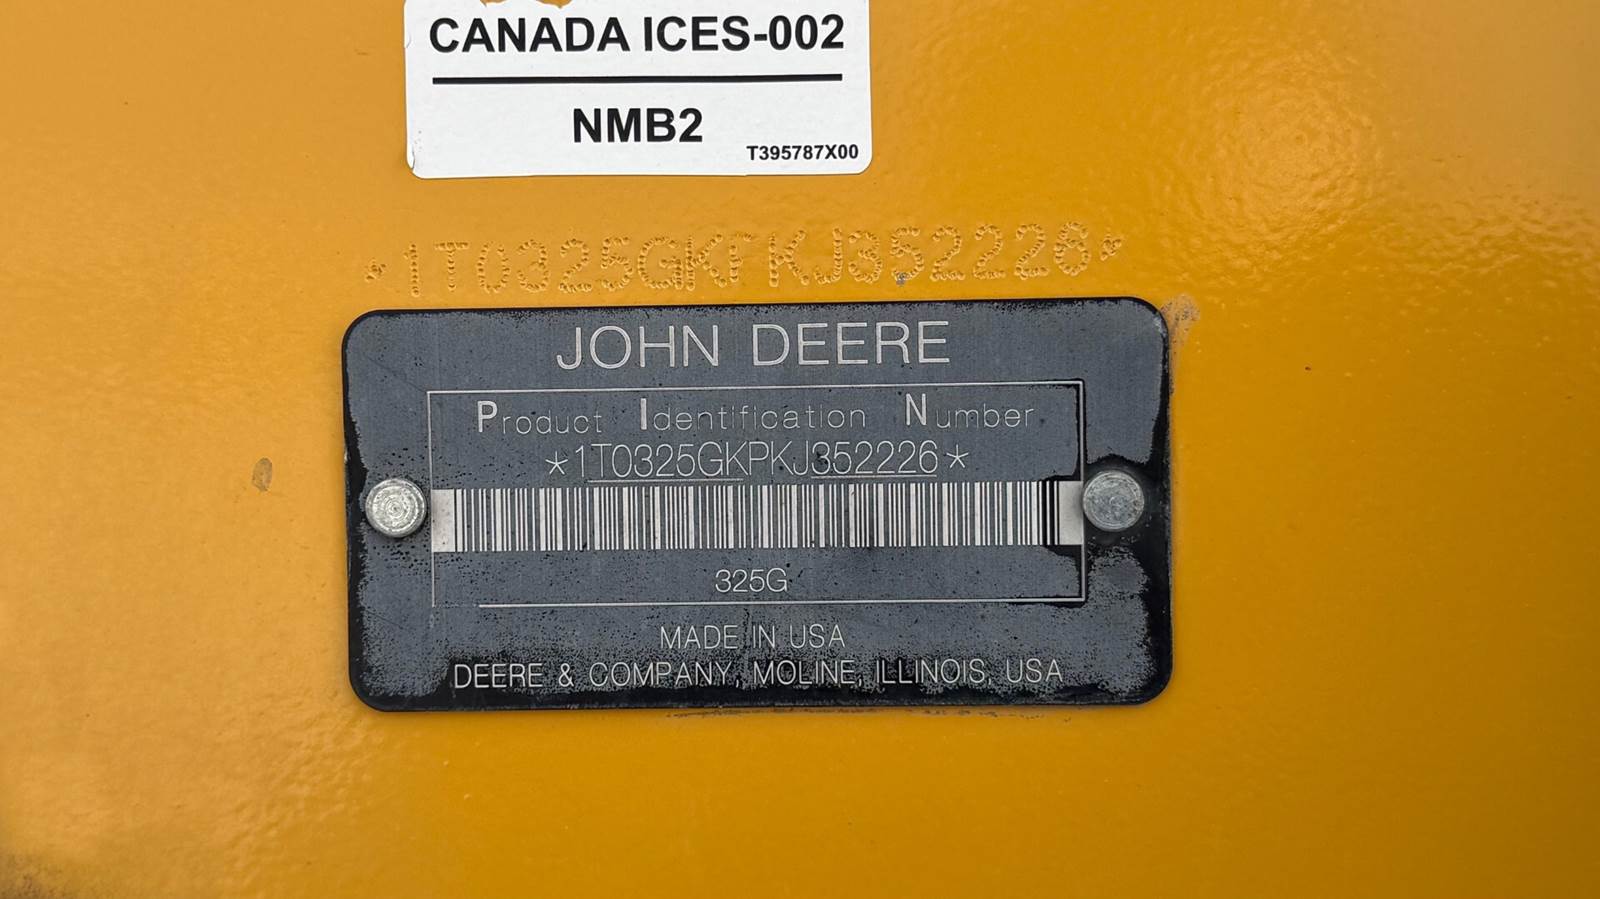 CANADA ICES-002
NMB2
T395787X00
*1T0325GKPKJ352226*
JOHN DEERE
Product Identification Number
*1T0325GKPKJ352226*
325G
MADE IN USA
DEERE & COMPANY, MOLINE, ILLINOIS, USA